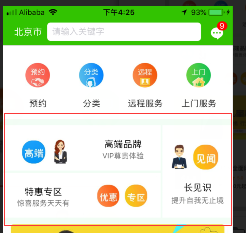 Alibaba 下午4:26 93%
北京市 请输入关键字 9
预约 分类 远程 上门
预约 分类 远程服务 上门服务
高端 高端品牌
VIP尊贵体验
见闻
特惠专区
惊喜服务天天有
优惠 专区
长见识
提升自我无止境